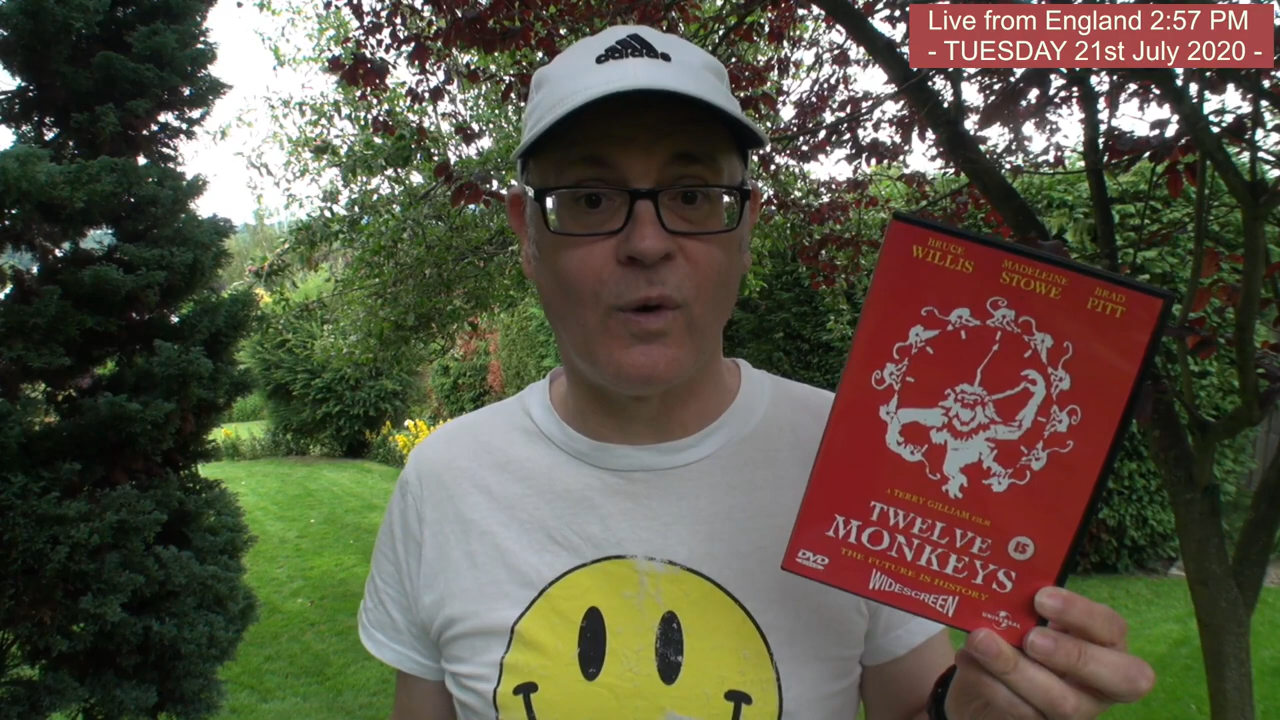 Live from England 2:57 PM
- TUESDAY 21st July 2020 -
adidas
BRUCE WILLIS
MADELEINE STOWE
BRAD PITT
A TERRY GILLIAM FILM
TWELVE
MONKEYS
15
THE FUTURE IS HISTORY
DVD
WIDESCREEN
UNIVERSAL